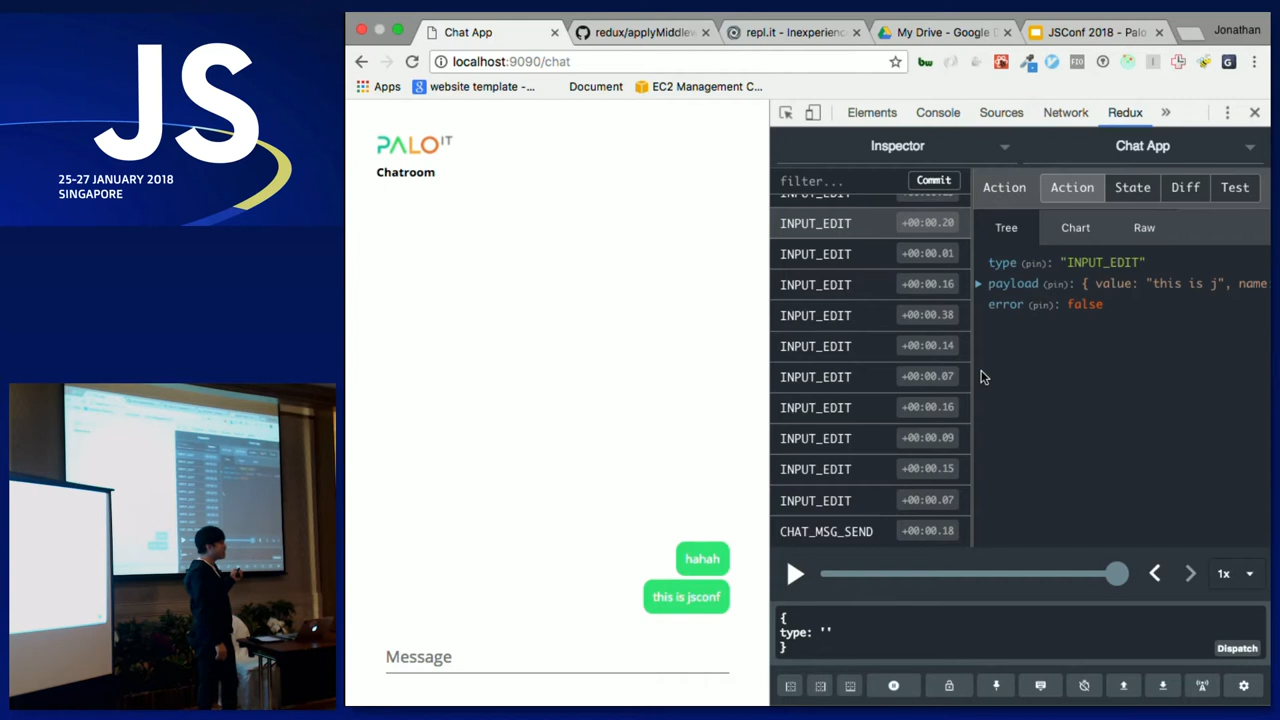 JS
25-27 JANUARY 2018
SINGAPORE
Chat App
redux/applyMiddlew
repl.it - Inexperienc
My Drive - Google D
JSConf 2018 - Palo
Jonathan
localhost:9090/chat
bw
FIO
G
Apps
website template -...
Document
EC2 Management C...
PALO IT
Chatroom
hahah
this is jsconf
Message
Elements
Console
Sources
Network
Redux
»
Inspector
Chat App
filter...
Commit
INPUT_EDIT +00:00.20
INPUT_EDIT +00:00.01
INPUT_EDIT +00:00.16
INPUT_EDIT +00:00.38
INPUT_EDIT +00:00.14
INPUT_EDIT +00:00.07
INPUT_EDIT +00:00.16
INPUT_EDIT +00:00.09
INPUT_EDIT +00:00.15
INPUT_EDIT +00:00.07
CHAT_MSG_SEND +00:00.18
Action
Action
State
Diff
Test
Tree
Chart
Raw
type (pin): "INPUT_EDIT"
payload (pin): { value: "this is j", name
error (pin): false
1x
{
type: ''
}
Dispatch